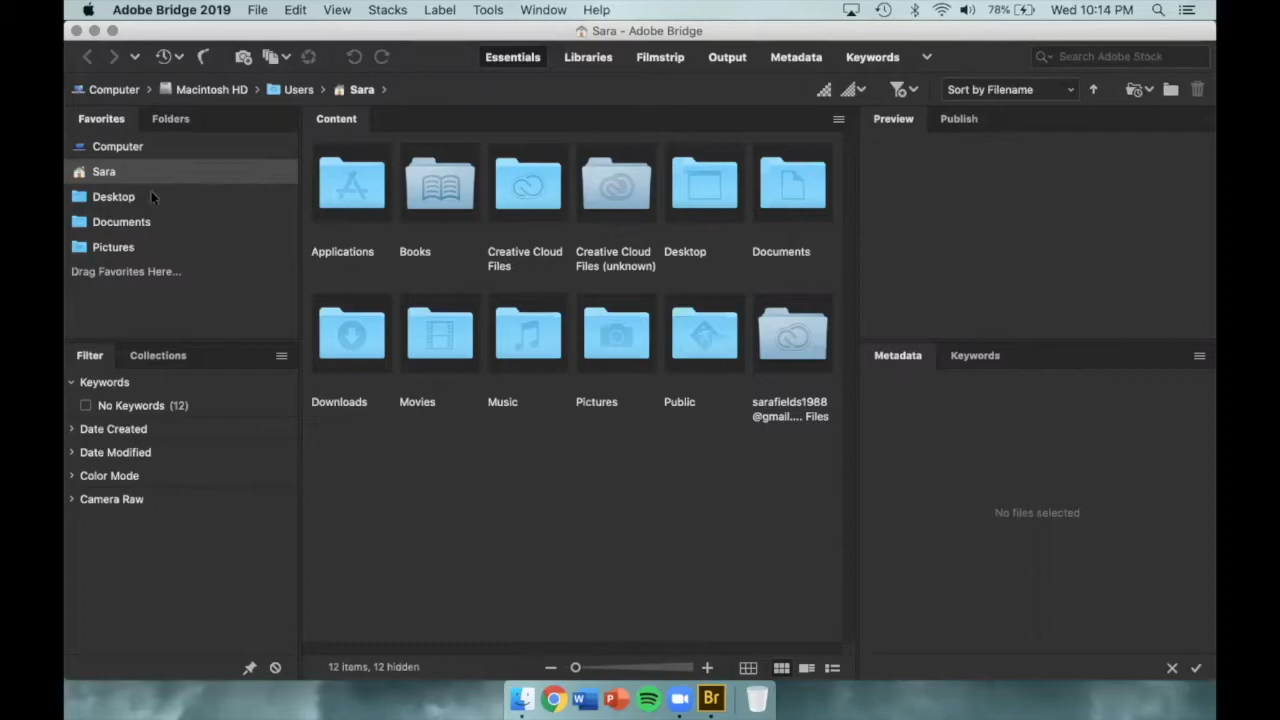 Adobe Bridge 2019 File Edit View Stacks Label Tools Window Help 78% Wed 10:14 PM
Sara - Adobe Bridge
Essentials Libraries Filmstrip Output Metadata Keywords Search Adobe Stock
Computer Macintosh HD Users Sara Sort by Filename
Favorites Folders
Computer
Sara
Desktop
Documents
Pictures
Drag Favorites Here...
Filter Collections
Keywords
No Keywords (12)
Date Created
Date Modified
Color Mode
Camera Raw
Content
Applications
Books
Creative Cloud
Files
Creative Cloud
Files (unknown)
Desktop
Documents
Downloads
Movies
Music
Pictures
Public
sarafields1988
@gmail.... Files
12 items, 12 hidden
Preview Publish
Metadata Keywords
No files selected
W P Br